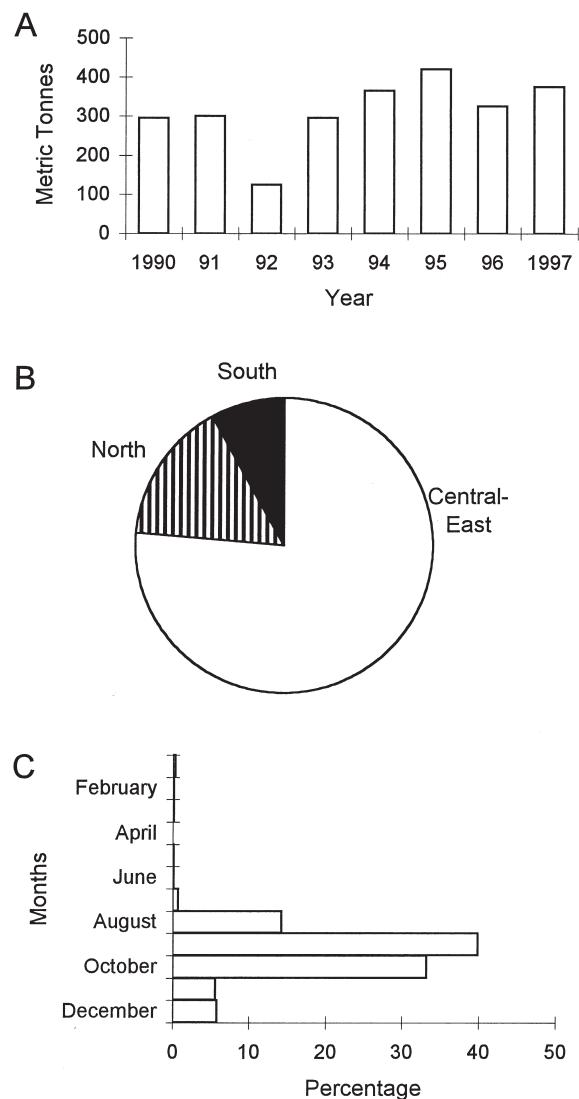 A
500
400
300
200
100
0
Metric Tonnes
1990 91 92 93 94 95 96 1997
Year
B
South
North
Central-
East
C
February
April
June
August
October
December
Months
0 10 20 30 40 50
Percentage